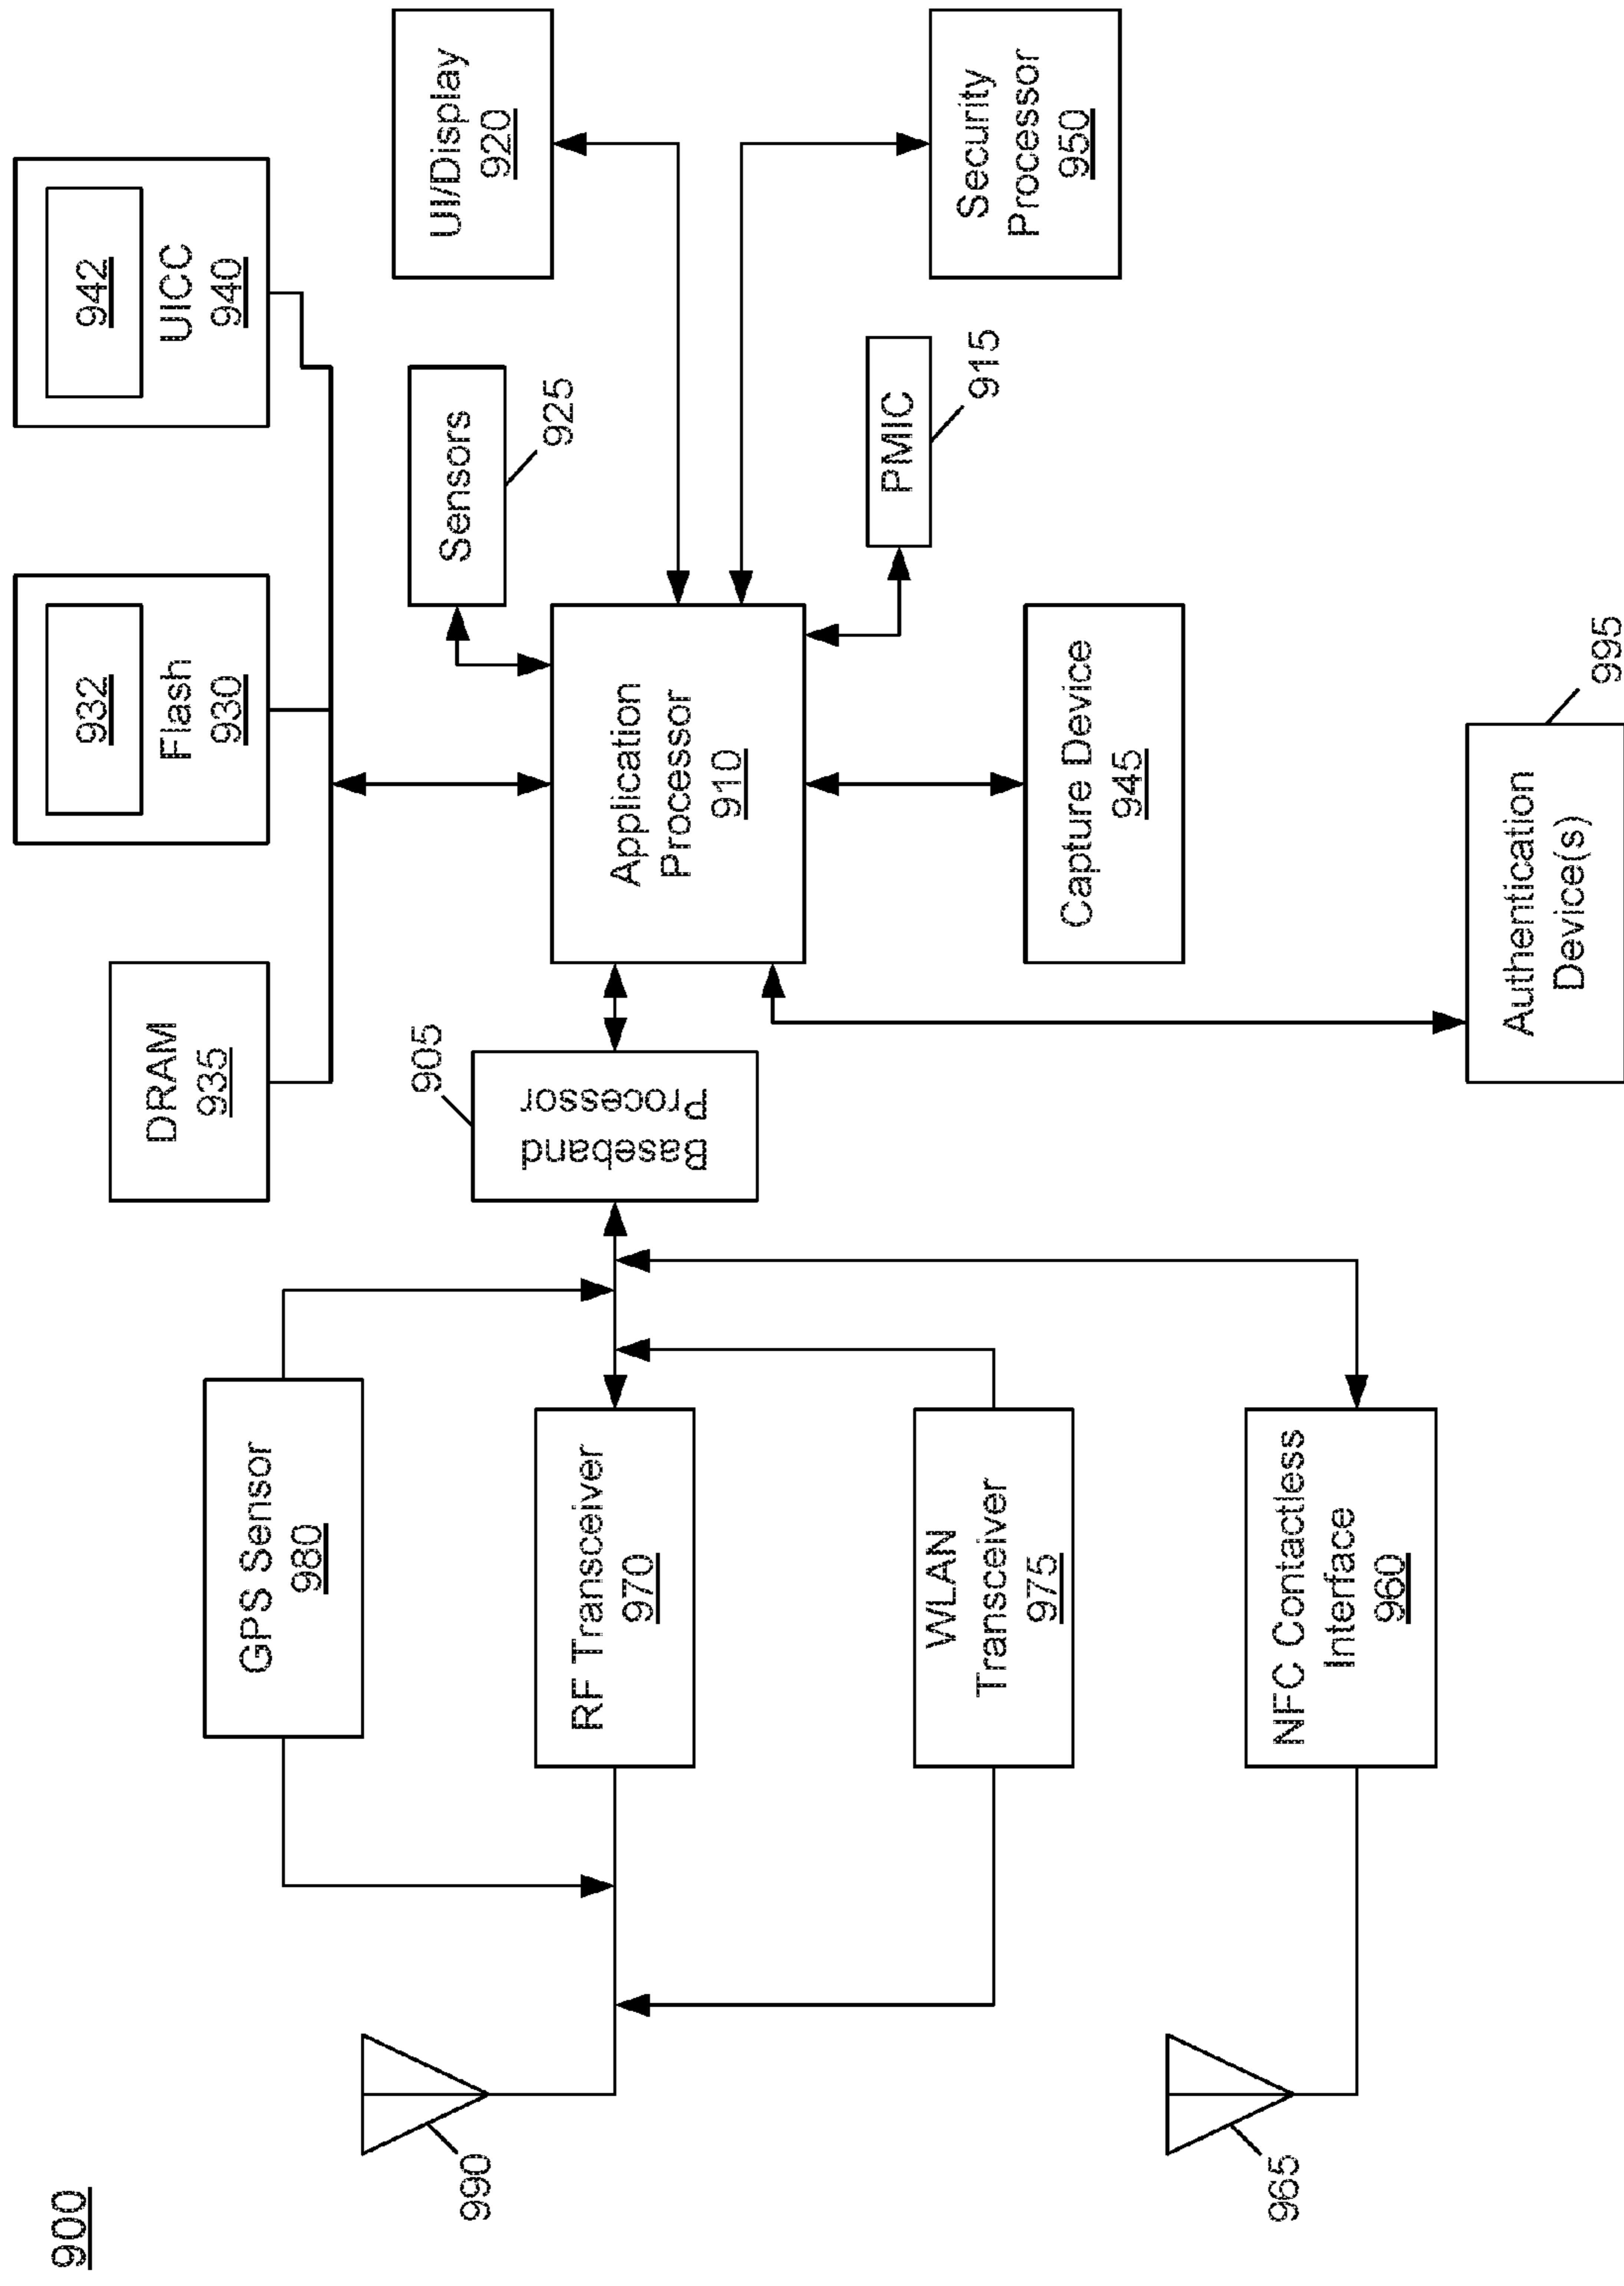 900
DRAM
935
932
Flash
930
942
UICC
940
GPS Sensor
980
990
905
Baseband
Processor
Sensors
925
UI/Display
920
RF Transceiver
970
Application
Processor
910
WLAN
Transceiver
975
PMIC
915
Security
Processor
950
Capture Device
945
NFC Contactless
Interface
960
965
Authentication
Device(s)
995